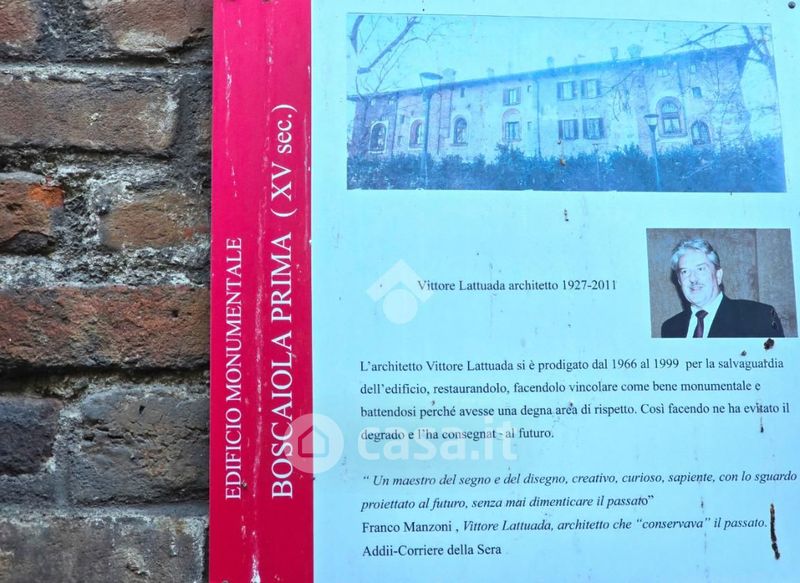 EDIFICIO MONUMENTALE
BOSCAIOLA PRIMA ( XV sec.)
Vittore Lattuada architetto 1927-2011
L'architetto Vittore Lattuada si è prodigato dal 1966 al 1999 per la salvaguardia
dell'edificio, restaurandolo, facendolo vincolare come bene monumentale e
battendosi perché avesse una degna area di rispetto. Così facendo ne ha evitato il
degrado e l'ha consegnat al futuro.
casa.it
" Un maestro del segno e del disegno, creativo, curioso, sapiente, con lo sguardo
proiettato al futuro, senza mai dimenticare il passato"
Franco Manzoni , Vittore Lattuada, architetto che "conservava" il passato.
Addii-Corriere della Sera